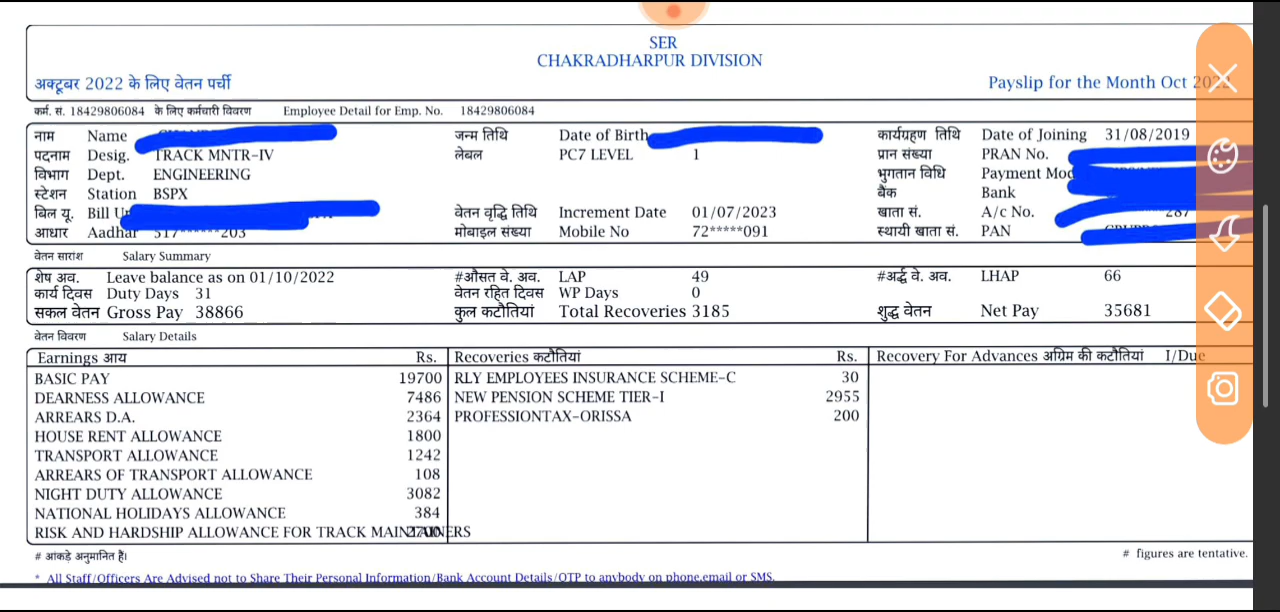 SER
CHAKRADHARPUR DIVISION
अक्टूबर 2022 के लिए वेतन पर्ची Payslip for the Month Oct 2022
कर्म. सं. 18429806084 के लिए कर्मचारी विवरण Employee Detail for Emp. No. 18429806084
नाम Name जन्म तिथि Date of Birth कार्यग्रहण तिथि Date of Joining 31/08/2019
पदनाम Desig. TRACK MNTR-IV लेबल PC7 LEVEL 1 प्रान संख्या PRAN No.
विभाग Dept. ENGINEERING भुगतान विधि Payment Mod
स्टेशन Station BSPX बैंक Bank
बिल यू. Bill वेतन वृद्धि तिथि Increment Date 01/07/2023 खाता सं. A/c No.
आधार Aadhar मोबाइल संख्या Mobile No 72*****091 स्थायी खाता सं. PAN
वेतन सारांश Salary Summary
शेष अव. Leave balance as on 01/10/2022 #औसत वे. अव. LAP 49 #अर्द्ध वे. अव. LHAP 66
कार्य दिवस Duty Days 31 वेतन रहित दिवस WP Days 0
सकल वेतन Gross Pay 38866 कुल कटौतियां Total Recoveries 3185 शुद्ध वेतन Net Pay 35681
वेतन विवरण Salary Details
Earnings आय Rs. Recoveries कटौतियां Rs. Recovery For Advances अग्रिम की कटौतियां I/Due
BASIC PAY 19700 RLY EMPLOYEES INSURANCE SCHEME-C 30
DEARNESS ALLOWANCE 7486 NEW PENSION SCHEME TIER-I 2955
ARREARS D.A. 2364 PROFESSIONTAX-ORISSA 200
HOUSE RENT ALLOWANCE 1800
TRANSPORT ALLOWANCE 1242
ARREARS OF TRANSPORT ALLOWANCE 108
NIGHT DUTY ALLOWANCE 3082
NATIONAL HOLIDAYS ALLOWANCE 384
RISK AND HARDSHIP ALLOWANCE FOR TRACK MAINTAINERS 2700
# आंकडे अनुमानित हैं। # figures are tentative.
* All Staff/Officers Are Advised not to Share Their Personal Information/Bank Account Details/OTP to anybody on phone,email or SMS.